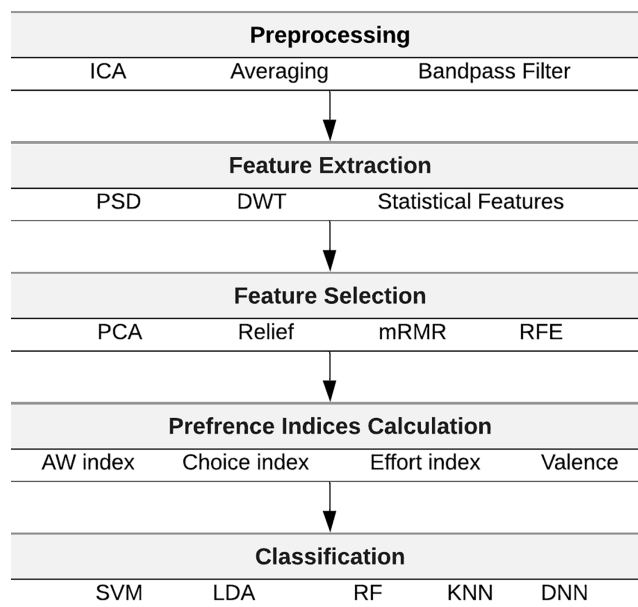 Preprocessing
ICA Averaging Bandpass Filter
Feature Extraction
PSD DWT Statistical Features
Feature Selection
PCA Relief mRMR RFE
Prefrence Indices Calculation
AW index Choice index Effort index Valence
Classification
SVM LDA RF KNN DNN